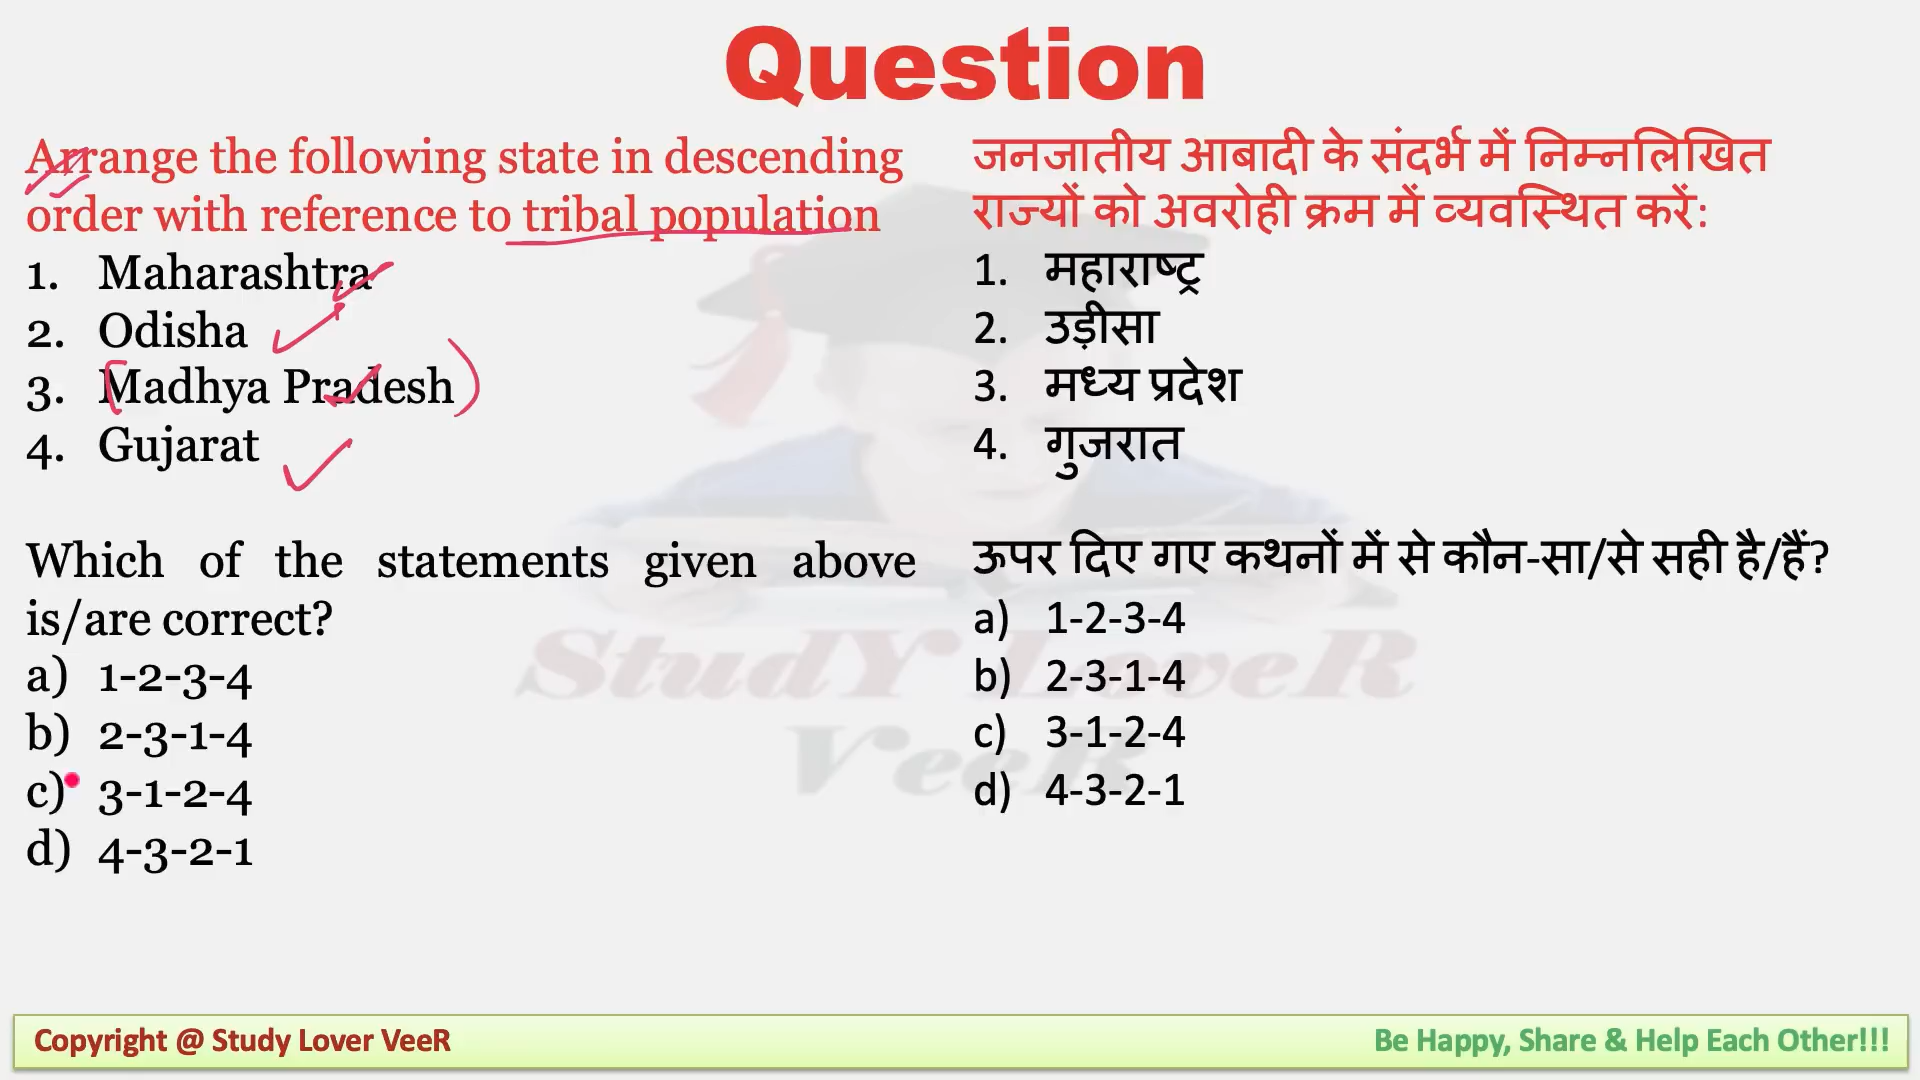 Question
Arrange the following state in descending
order with reference to tribal population
1. Maharashtra
2. Odisha
3. Madhya Pradesh
4. Gujarat
Which of the statements given above
is/are correct?
a) 1-2-3-4
b) 2-3-1-4
c) 3-1-2-4
d) 4-3-2-1
जनजातीय आबादी के संदर्भ में निम्नलिखित
राज्यों को अवरोही क्रम में व्यवस्थित करें:
1. महाराष्ट्र
2. उड़ीसा
3. मध्य प्रदेश
4. गुजरात
ऊपर दिए गए कथनों में से कौन-सा/से सही है/हैं?
a) 1-2-3-4
b) 2-3-1-4
c) 3-1-2-4
d) 4-3-2-1
StudY LoveR
VeeR
Copyright @ Study Lover VeeR
Be Happy, Share & Help Each Other!!!